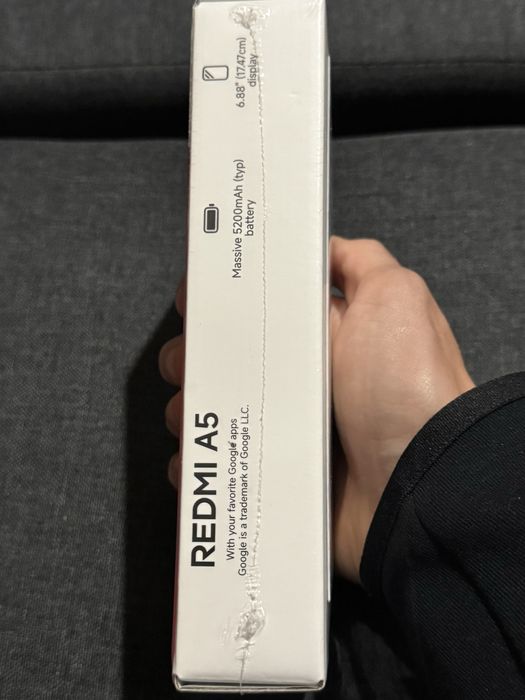 REDMI A5
With your favorite Google apps
Google is a trademark of Google LLC.
Massive 5200mAh (typ)
battery
6.88" (17.47cm)
display